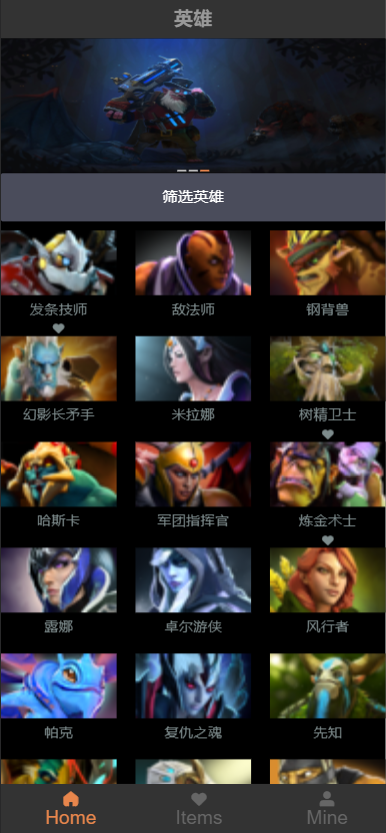 英雄
筛选英雄
发条技师
敌法师
钢背兽
幻影长矛手
米拉娜
树精卫士
哈斯卡
军团指挥官
炼金术士
露娜
卓尔游侠
风行者
帕克
复仇之魂
先知
Home
Items
Mine